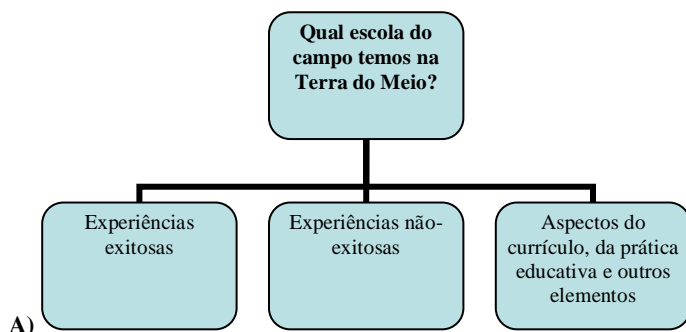 Qual escola do
campo temos na
Terra do Meio?
Experiências
exitosas
Experiências não-
exitosas
Aspectos do
currículo, da prática
educativa e outros
elementos
A)